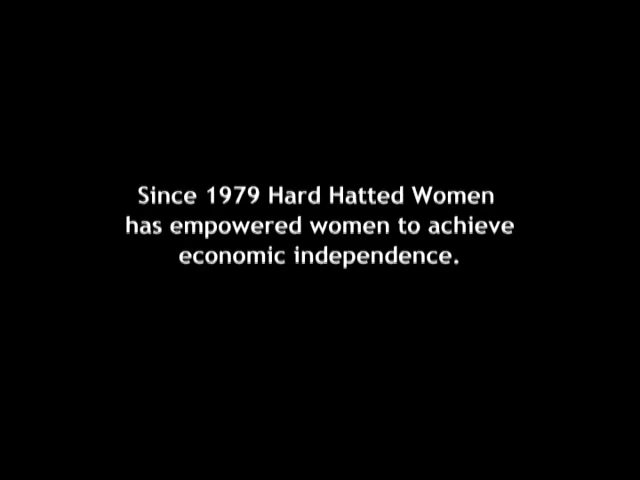 Since 1979 Hard Hatted Women
has empowered women to achieve
economic independence.